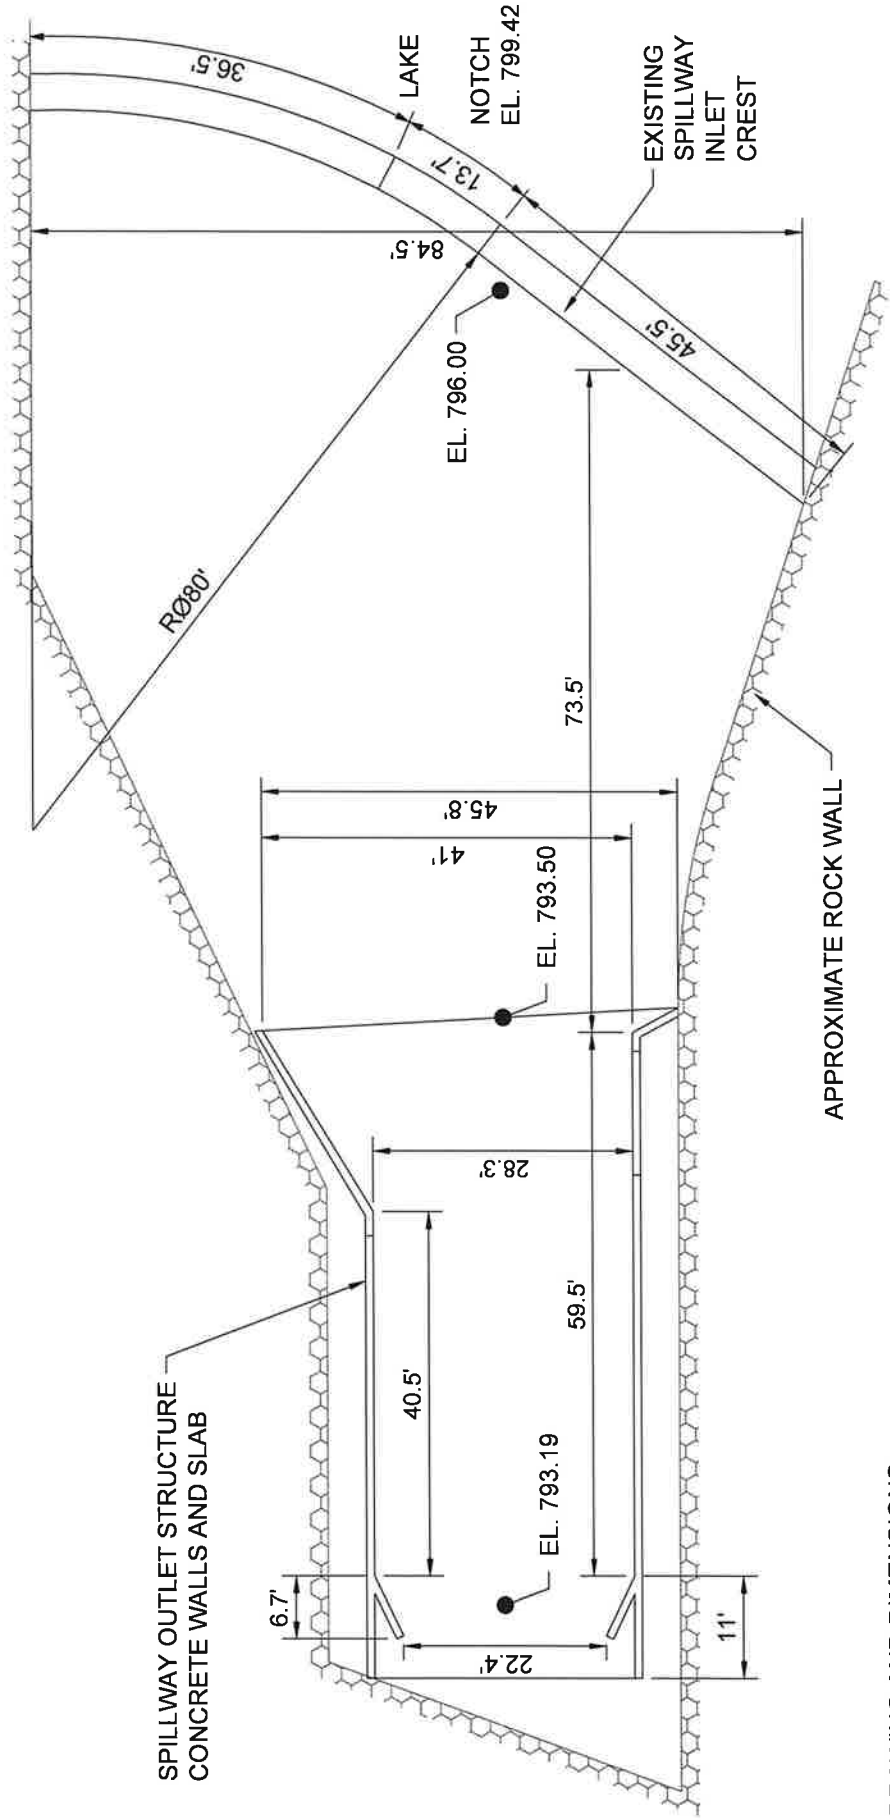 36.5'
LAKE
NOTCH
EL. 799.42
13.7'
84.5'
EXISTING
SPILLWAY
INLET
CREST
EL. 796.00
45.5'
RØ80'
73.5'
45.8'
41'
EL. 793.50
APPROXIMATE ROCK WALL
28.3'
59.5'
SPILLWAY OUTLET STRUCTURE
CONCRETE WALLS AND SLAB
40.5'
EL. 793.19
6.7'
22.4'
11'